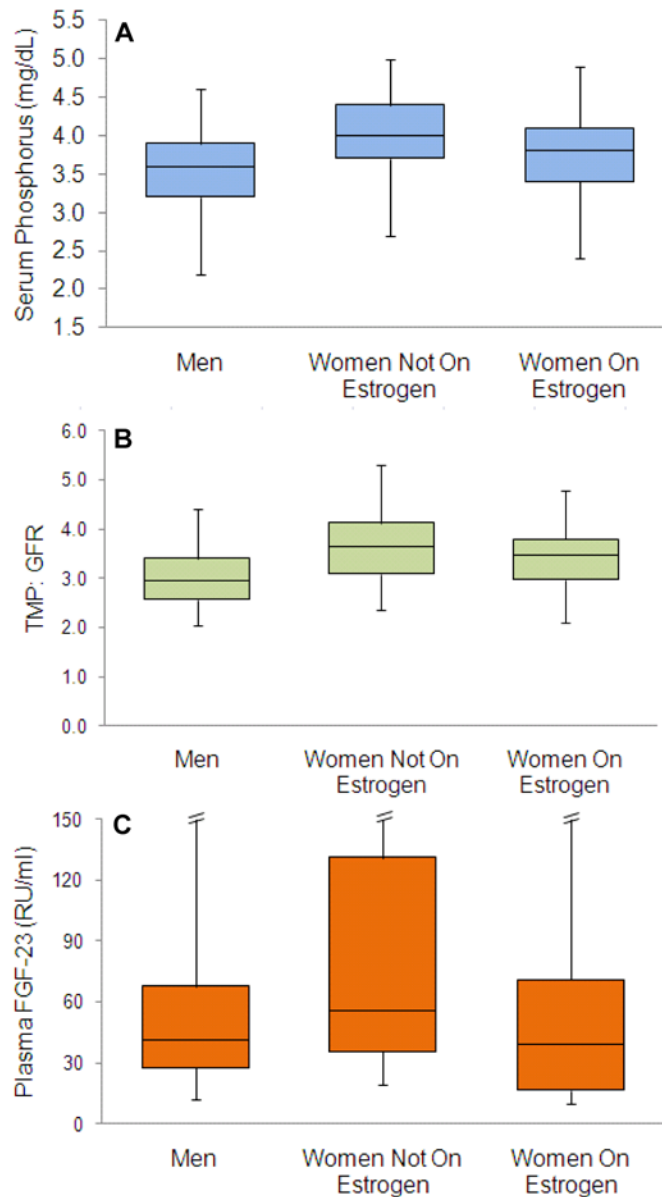 A
Serum Phosphorus (mg/dL)
5.5
5.0
4.5
4.0
3.5
3.0
2.5
2.0
1.5
Men
Women Not On
Estrogen
Women On
Estrogen
B
TMP: GFR
6.0
5.0
4.0
3.0
2.0
1.0
0.0
Men
Women Not On
Estrogen
Women On
Estrogen
C
Plasma FGF-23 (RU/ml)
150
120
90
60
30
0
Men
Women Not On
Estrogen
Women On
Estrogen